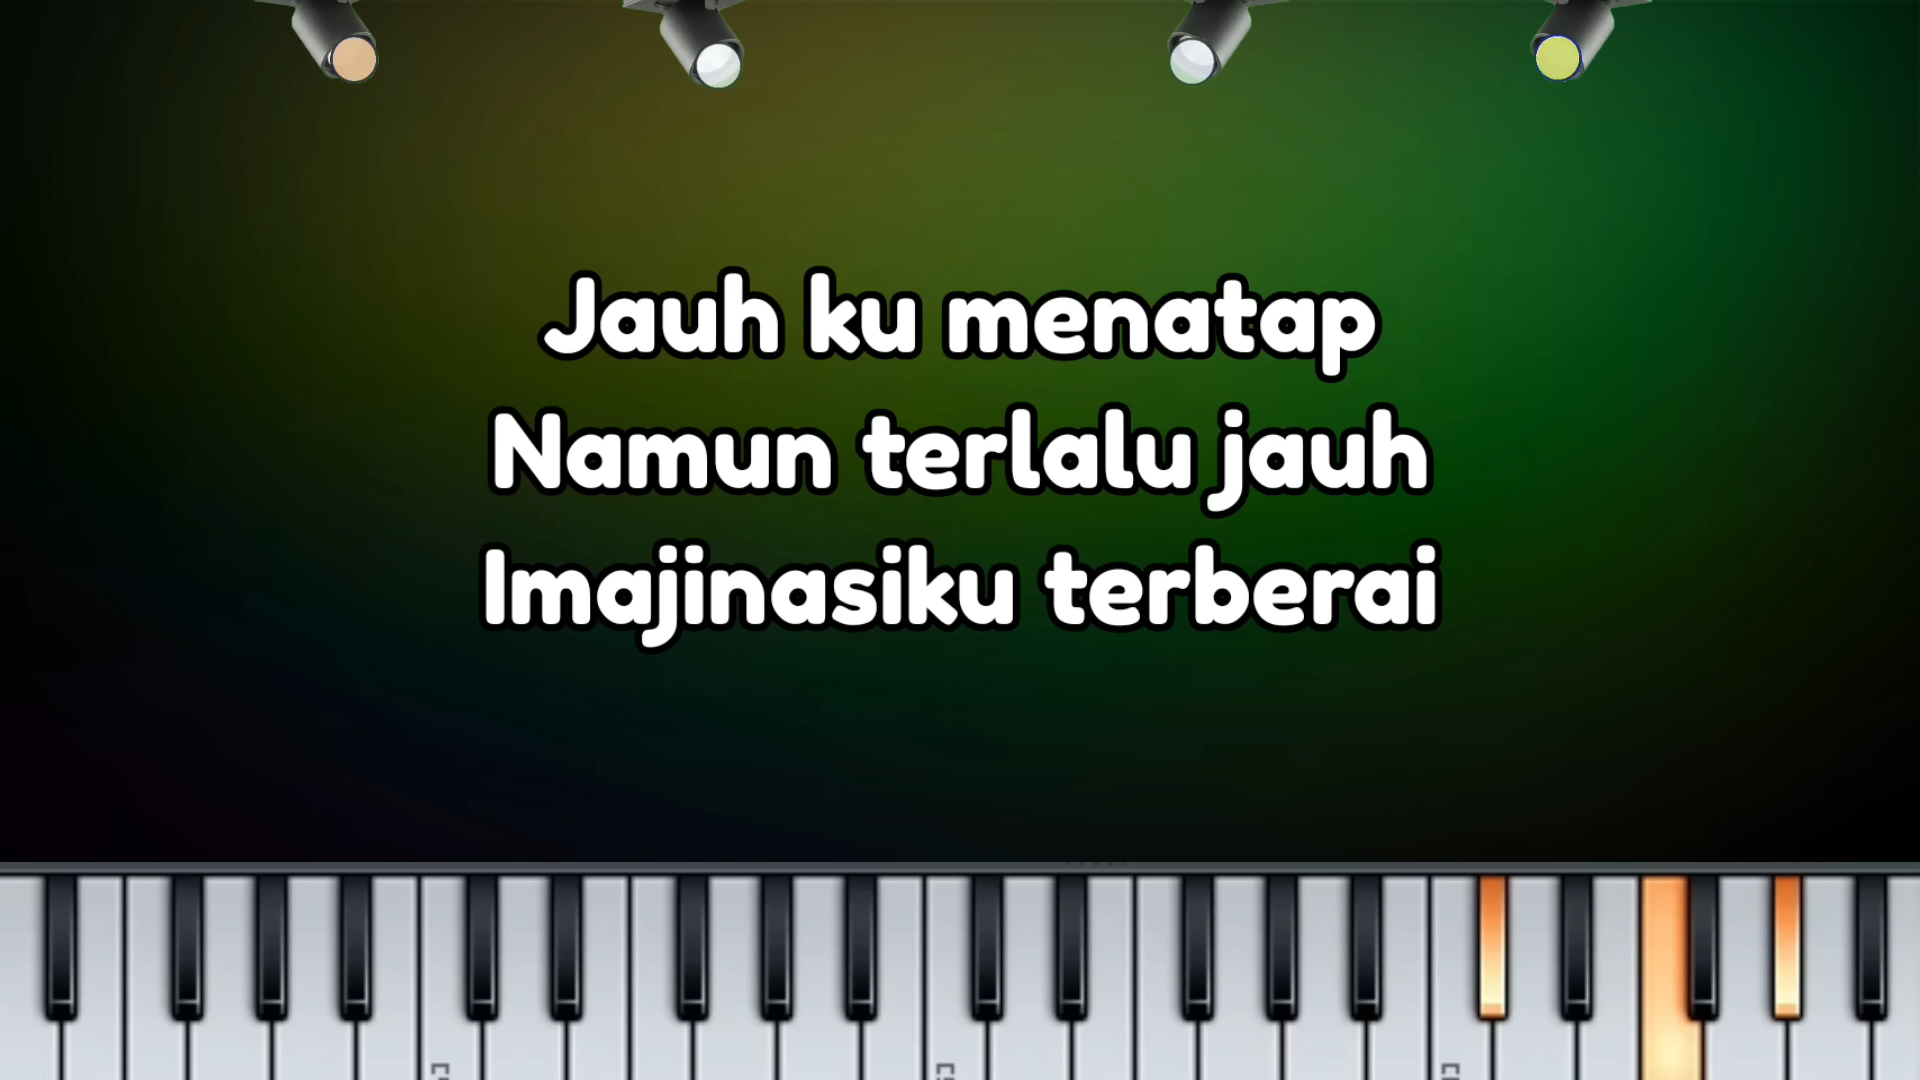 Jauh ku menatap
Namun terlalu jauh
Imajinasiku terberai